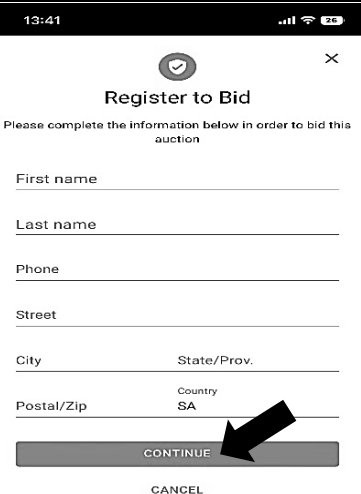 13:41
26
Register to Bid
Please complete the information below in order to bid this
auction
First name
Last name
Phone
Street
City State/Prov.
Country
Postal/Zip SA
CONTINUE
CANCEL